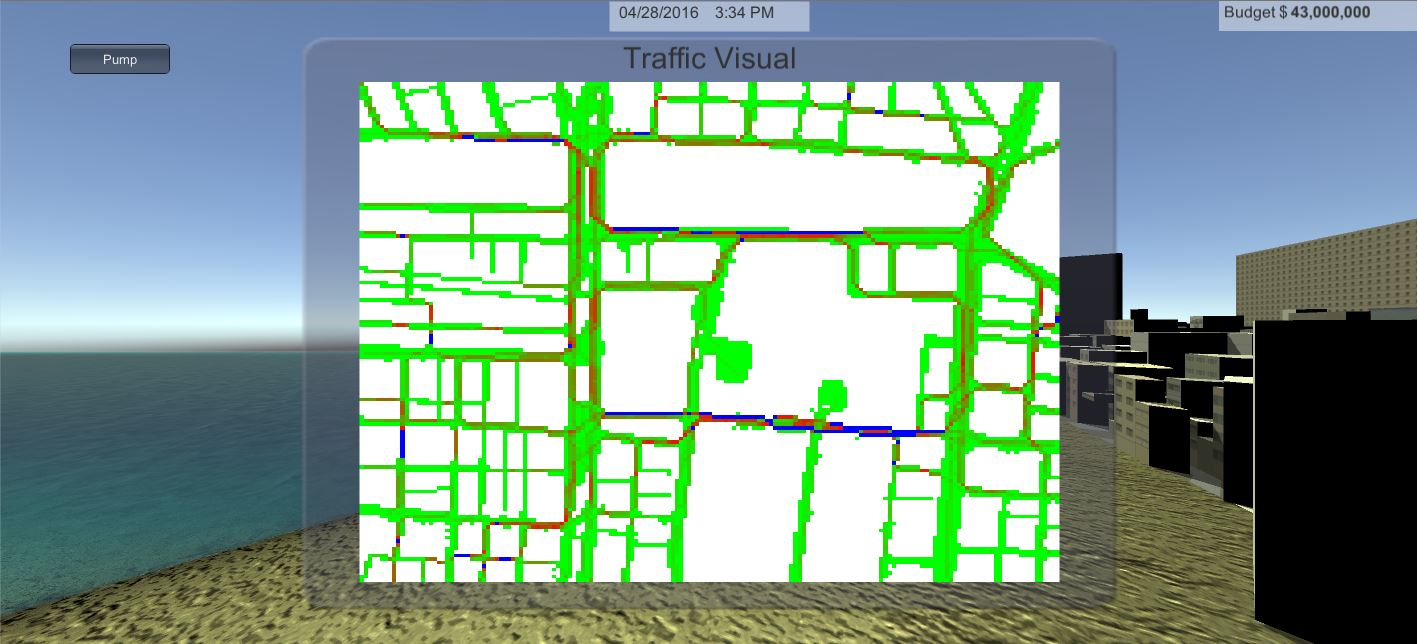 04/28/2016 3:34 PM
Budget $ 43,000,000
Pump
Traffic Visual